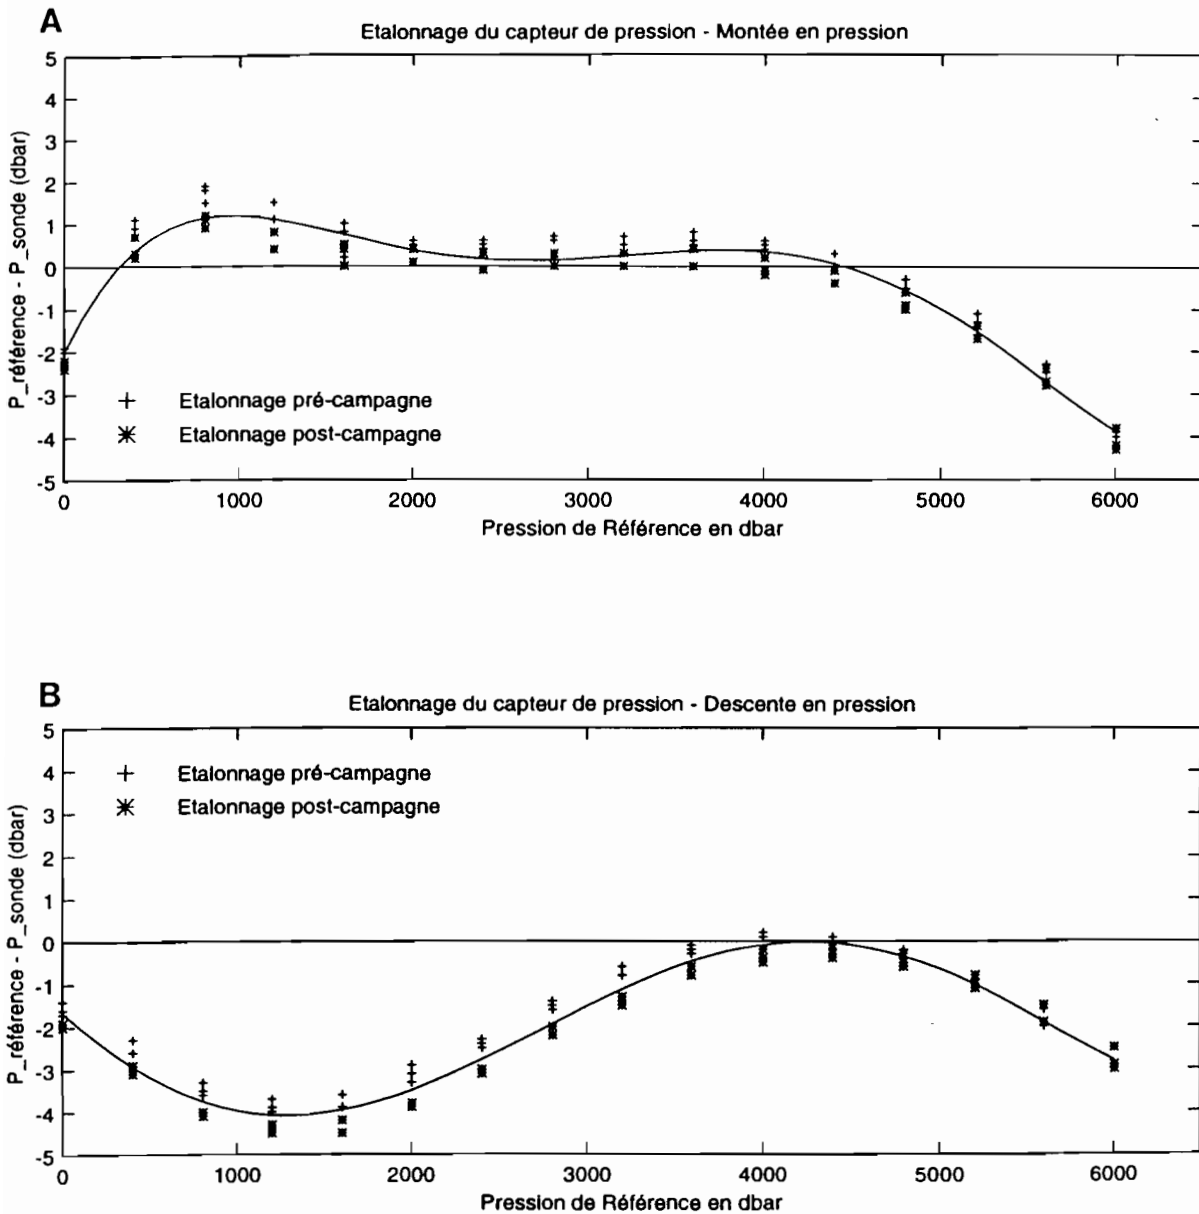 A
Etalonnage du capteur de pression - Montée en pression
P_référence - P_sonde (dbar)
5
4
3
2
1
0
-1
-2
-3
-4
-5
+ Etalonnage pré-campagne
* Etalonnage post-campagne
0 1000 2000 3000 4000 5000 6000
Pression de Référence en dbar
B
Etalonnage du capteur de pression - Descente en pression
P_référence - P_sonde (dbar)
5
4
3
2
1
0
-1
-2
-3
-4
-5
+ Etalonnage pré-campagne
* Etalonnage post-campagne
0 1000 2000 3000 4000 5000 6000
Pression de Référence en dbar